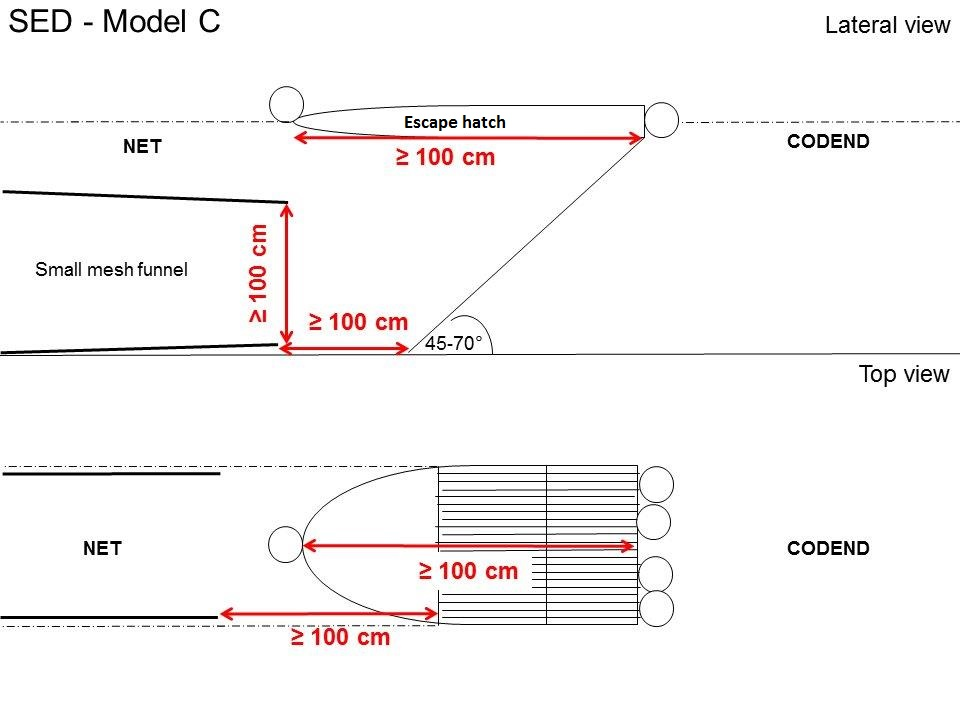 SED - Model C
Lateral view
Escape hatch
NET
CODEND
≥ 100 cm
≥ 100 cm
Small mesh funnel
≥ 100 cm
45-70°
Top view
NET
CODEND
≥ 100 cm
≥ 100 cm